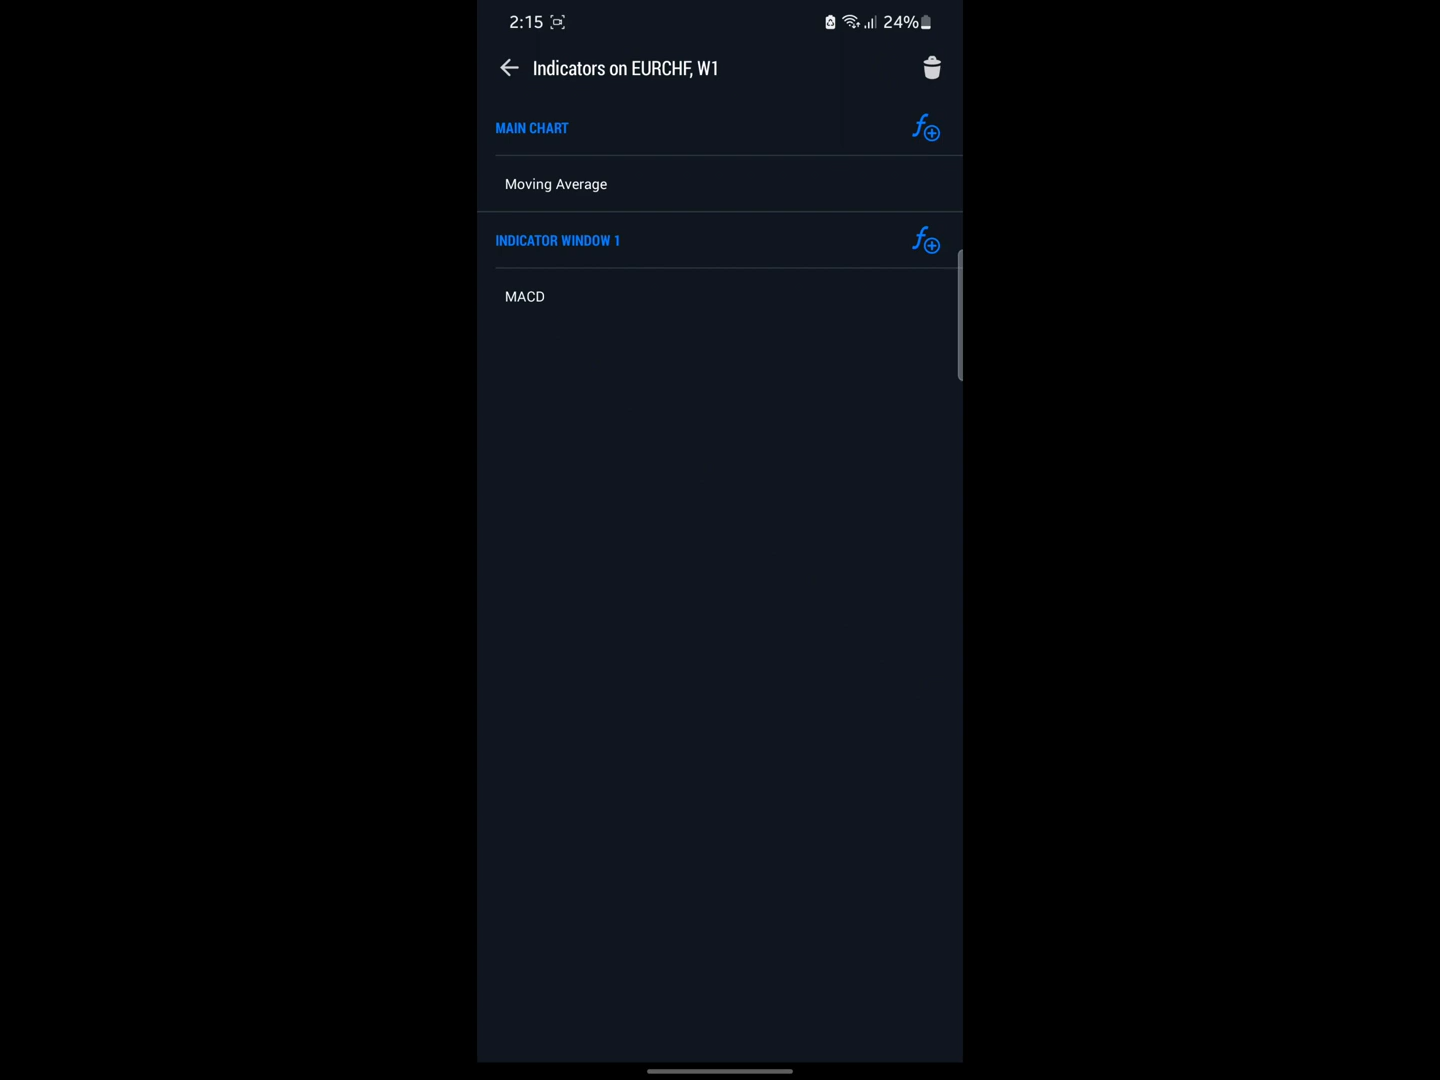 2:15 24%
Indicators on EURCHF, W1
MAIN CHART
Moving Average
INDICATOR WINDOW 1
MACD